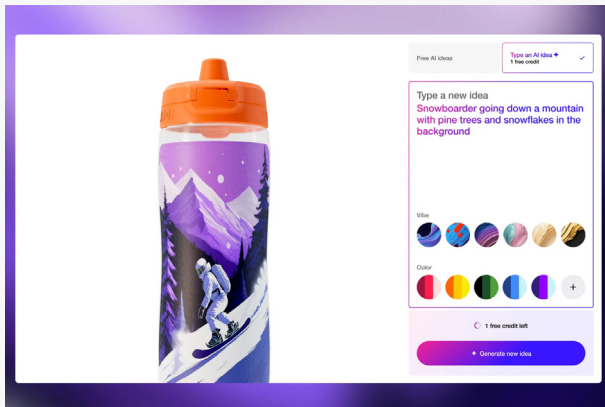 Free AI ideas
Type an AI idea
1 free credit
Type a new idea
Snowboarder going down a mountain
with pine trees and snowflakes in the
background
Vibe
Color
+
1 free credit left
Generate new idea